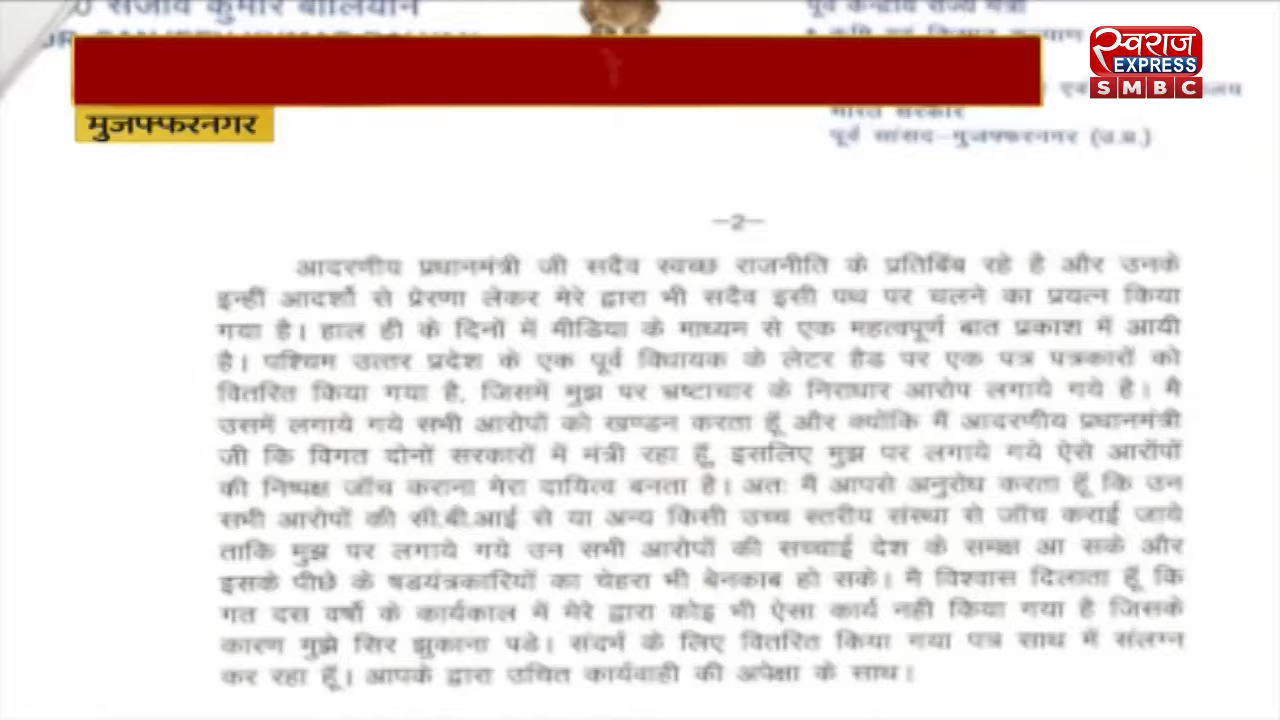 संजीव कुमार बालियान
पूर्व केन्द्रीय राज्य मंत्री
स्वराज
EXPRESS
SMBC
भारत सरकार
मुजफ्फरनगर
पूर्व सांसद-मुजफ्फरनगर (उ.प्र.)
-2-
आदरणीय प्रधानमंत्री जी सदैव स्वच्छ राजनीति के प्रतिबिंब रहे है और उनके
इन्हीं आदर्शो से प्रेरणा लेकर मेरे द्वारा भी सदैव इसी पथ पर चलने का प्रयत्न किया
गया है। हाल ही के दिनों में मीडिया के माध्यम से एक महत्वपूर्ण बात प्रकाश में आयी
है। पश्चिम उत्तर प्रदेश के एक पूर्व विधायक के लेटर हैड पर एक पत्र पत्रकारों को
वितरित किया गया है, जिसमें मुझ पर भ्रष्टाचार के निराधार आरोप लगाये गये है। मै
उसमें लगाये गये सभी आरोपों को खण्डन करता हूँ और क्योंकि मैं आदरणीय प्रधानमंत्री
जी कि विगत दोनों सरकारों में मंत्री रहा हूँ, इसलिए मुझ पर लगाये गये ऐसे आरोंपों
की निष्पक्ष जॉच कराना मेरा दायित्व बनता है। अतः मैं आपसे अनुरोध करता हूँ कि उन
सभी आरोपों की सी.बी.आई से या अन्य किसी उच्च स्तरीय संस्था से जॉच कराई जाये
ताकि मुझ पर लगाये गये उन सभी आरोपों की सच्चाई देश के समक्ष आ सके और
इसके पीछे के षडयंत्रकारियों का चेहरा भी बेनकाब हो सके। मै विश्वास दिलाता हूँ कि
गत दस वर्षो के कार्यकाल में मेरे द्वारा कोइ भी ऐसा कार्य नही किया गया है जिसके
कारण मुझे सिर झुकाना पडे। संदर्भ के लिए वितरित किया गया पत्र साथ में संलग्न
कर रहा हूँ। आपके द्वारा उचित कार्यवाही की अपेक्षा के साथ।